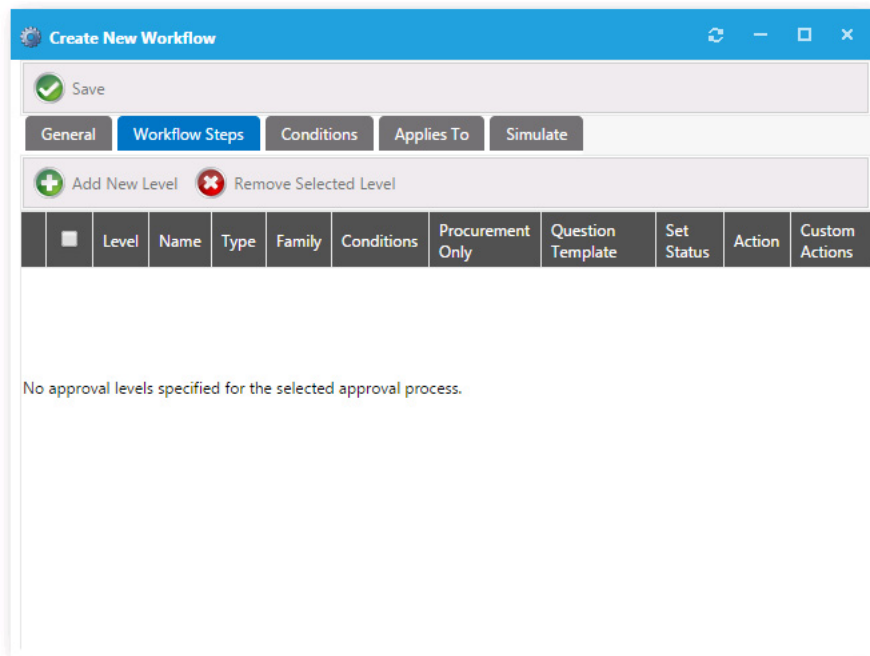 Create New Workflow
Save
General Workflow Steps Conditions Applies To Simulate
Add New Level Remove Selected Level
Level Name Type Family Conditions Procurement Only Question Template Set Status Action Custom Actions
No approval levels specified for the selected approval process.